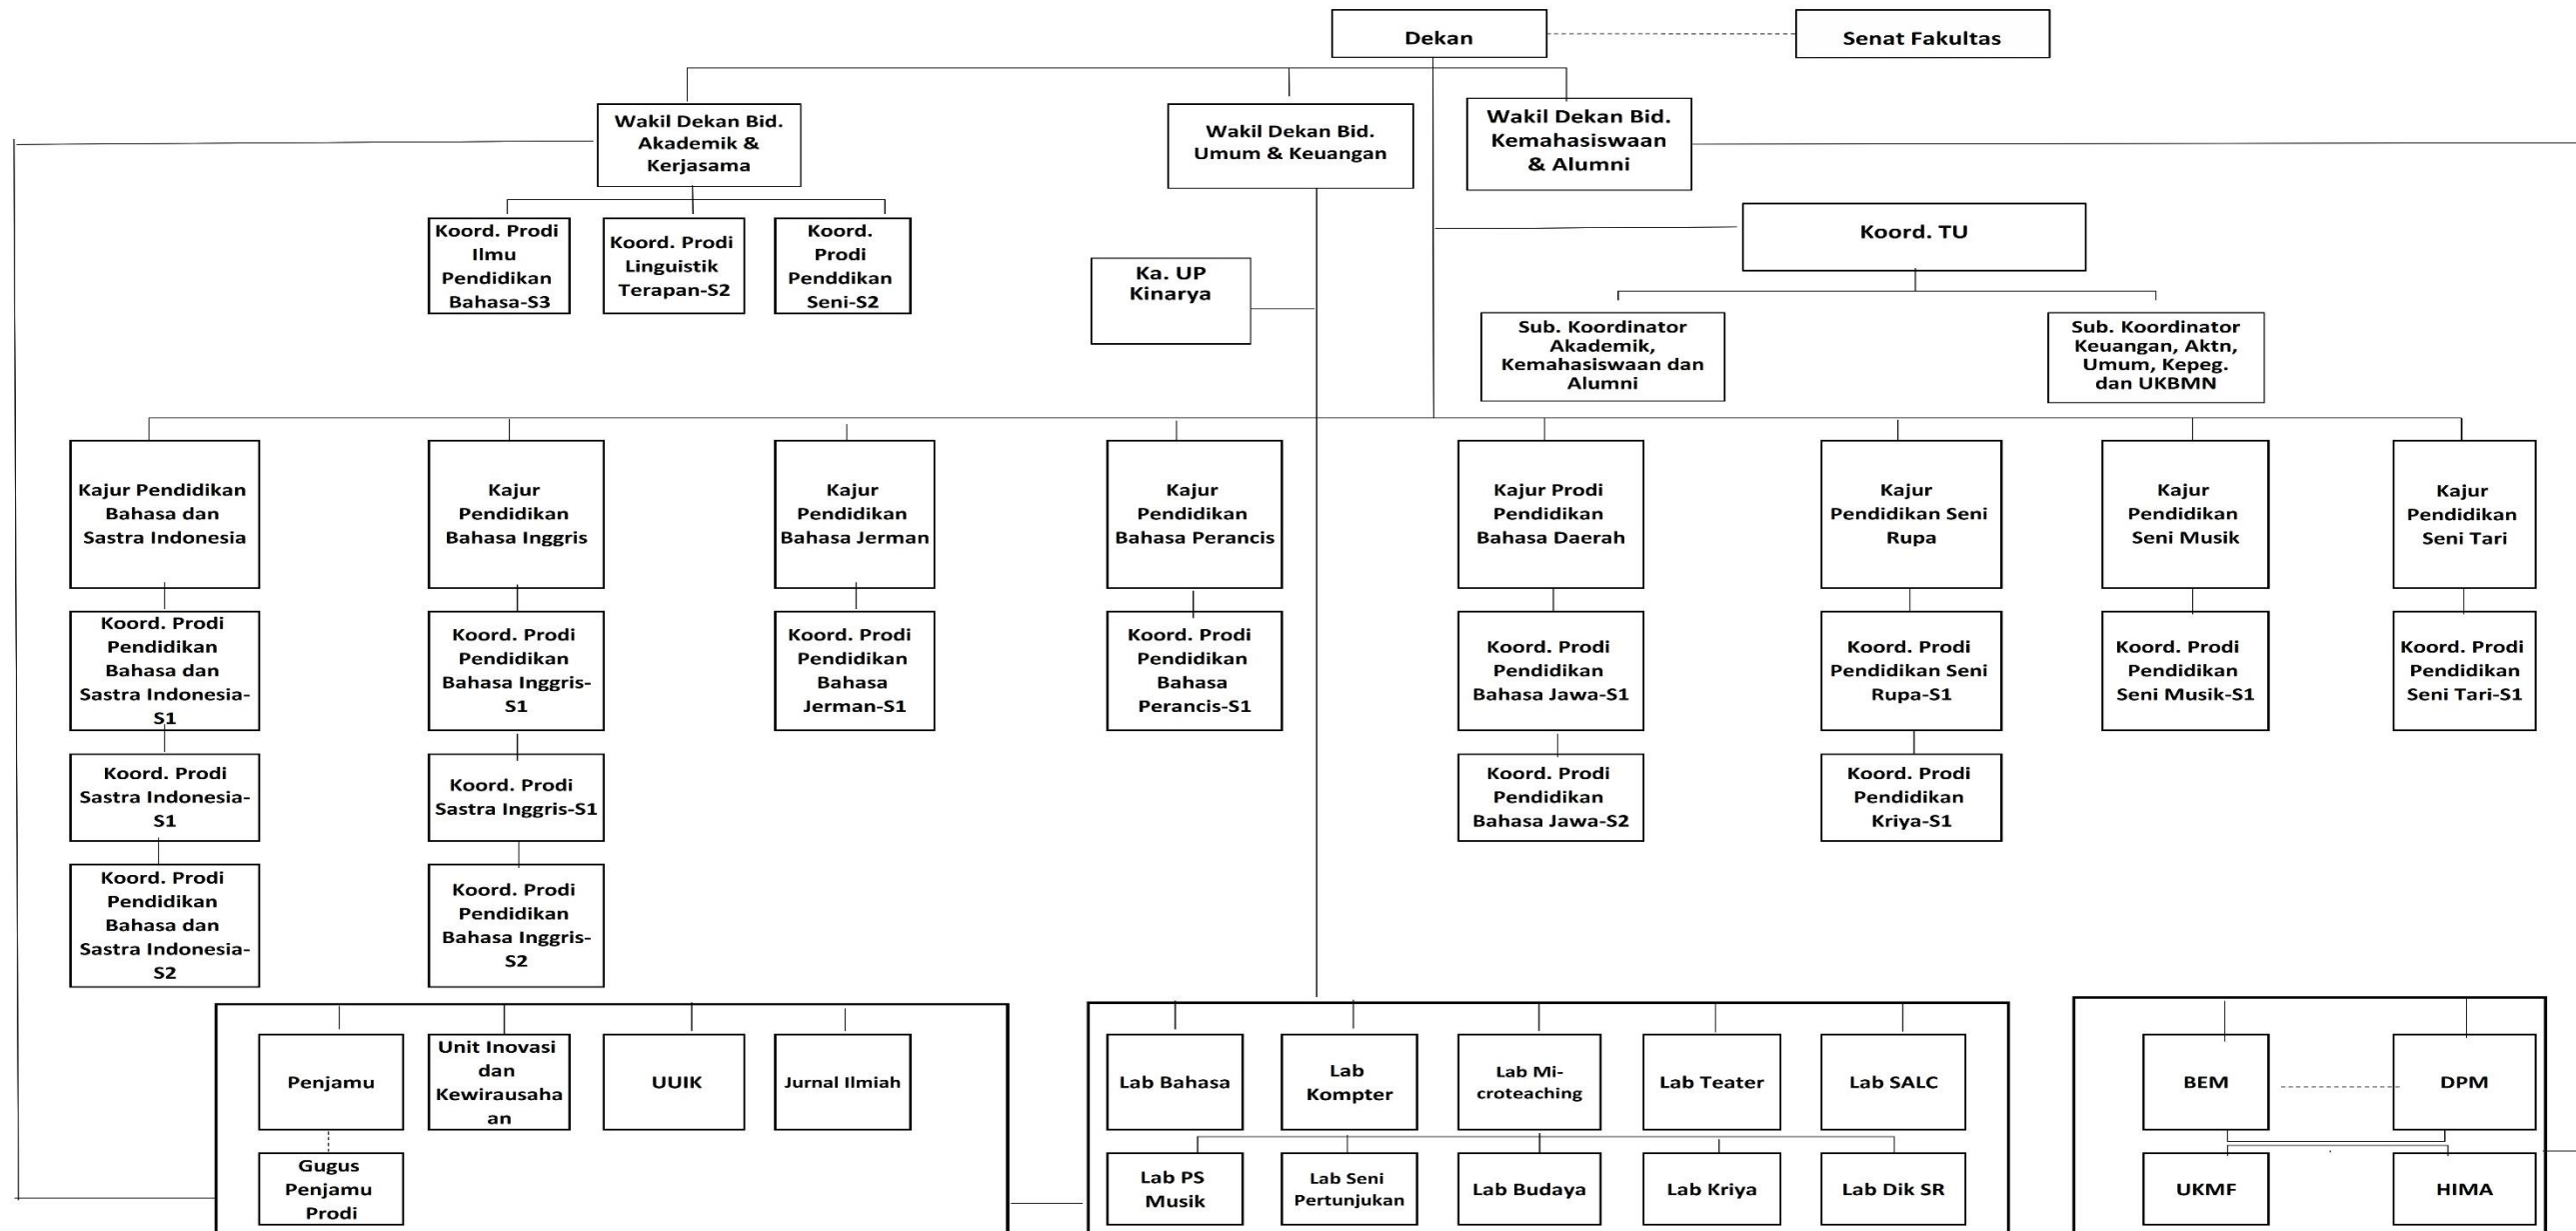 Dekan
Senat Fakultas
Wakil Dekan Bid.
Akademik &
Kerjasama
Wakil Dekan Bid.
Umum & Keuangan
Wakil Dekan Bid.
Kemahasiswaan
& Alumni
Koord. Prodi
Ilmu
Pendidikan
Bahasa-S3
Koord. Prodi
Linguistik
Terapan-S2
Koord.
Prodi
Penddikan
Seni-S2
Koord. TU
Ka. UP
Kinarya
Sub. Koordinator
Akademik,
Kemahasiswaan dan
Alumni
Sub. Koordinator
Keuangan, Aktn,
Umum, Kepeg.
dan UKBMN
Kajur Pendidikan
Bahasa dan
Sastra Indonesia
Kajur
Pendidikan
Bahasa Inggris
Kajur
Pendidikan
Bahasa Jerman
Kajur
Pendidikan
Bahasa Perancis
Kajur Prodi
Pendidikan
Bahasa Daerah
Kajur
Pendidikan Seni
Rupa
Kajur
Pendidikan
Seni Musik
Kajur
Pendidikan
Seni Tari
Koord. Prodi
Pendidikan
Bahasa dan
Sastra Indonesia-
S1
Koord. Prodi
Pendidikan
Bahasa Inggris-
S1
Koord. Prodi
Pendidikan
Bahasa
Jerman-S1
Koord. Prodi
Pendidikan
Bahasa
Perancis-S1
Koord. Prodi
Pendidikan
Bahasa Jawa-S1
Koord. Prodi
Pendidikan Seni
Rupa-S1
Koord. Prodi
Pendidikan
Seni Musik-S1
Koord. Prodi
Pendidikan
Seni Tari-S1
Koord. Prodi
Sastra Indonesia-
S1
Koord. Prodi
Sastra Inggris-S1
Koord. Prodi
Pendidikan
Bahasa Jawa-S2
Koord. Prodi
Pendidikan
Kriya-S1
Koord. Prodi
Pendidikan
Bahasa dan
Sastra Indonesia-
S2
Koord. Prodi
Pendidikan
Bahasa Inggris-
S2
Penjamu
Unit Inovasi
dan
Kewirausaha
an
UUIK
Jurnal Ilmiah
Lab Bahasa
Lab
Kompter
Lab Mi-
croteaching
Lab Teater
Lab SALC
BEM
DPM
Gugus
Penjamu
Prodi
Lab PS
Musik
Lab Seni
Pertunjukan
Lab Budaya
Lab Kriya
Lab Dik SR
UKMF
HIMA